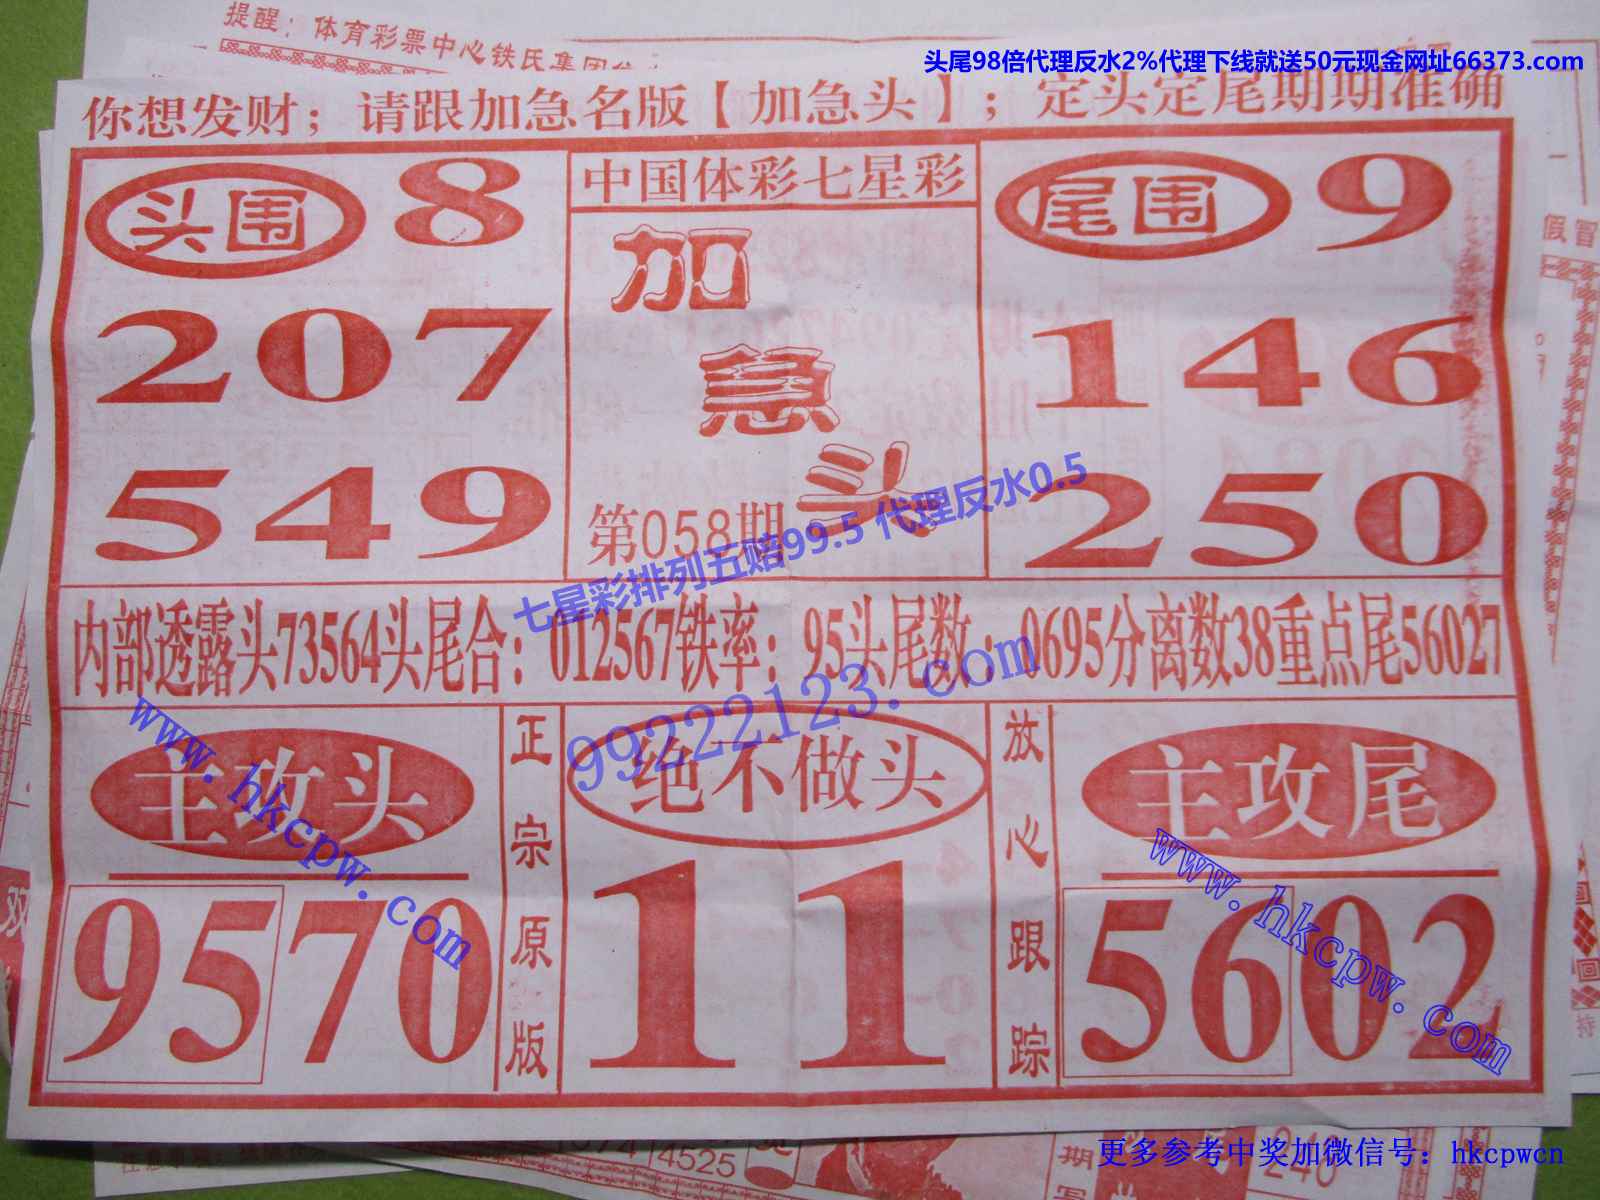 提醒：体育彩票中心铁氏集团
头尾98倍代理反水2%代理下线就送50元现金网址66373.com
你想发财；请跟加急名版【加急头】；定头定尾期期准确
头围 8
207
549
中国体彩七星彩
加
急
头
第058期
尾围 9
146
250
七星彩排列五赔99.5 代理反水0.5
内部透露头73564头尾合：012567铁率：95头尾数：0695分离数38重点尾56027
99222123.com
www.hkcpw.com
主攻头
9570
正宗原版
绝不做头
11
放心跟踪
主攻尾
5602
www.hkcpw.com
假冒
双
回
回
持
4525
期
240
更多参考中奖加微信号：hkcpwcn